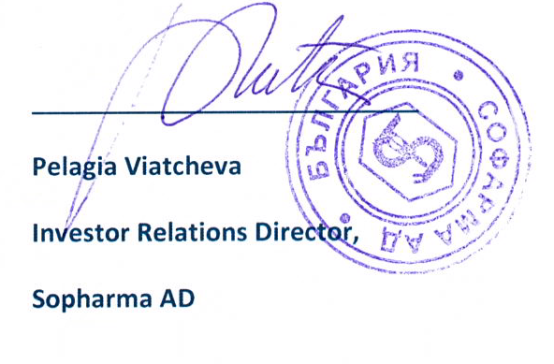 БЪЛГАРИЯ
СОФАРМА АД
Pelagia Viatcheva
Investor Relations Director,
Sopharma AD